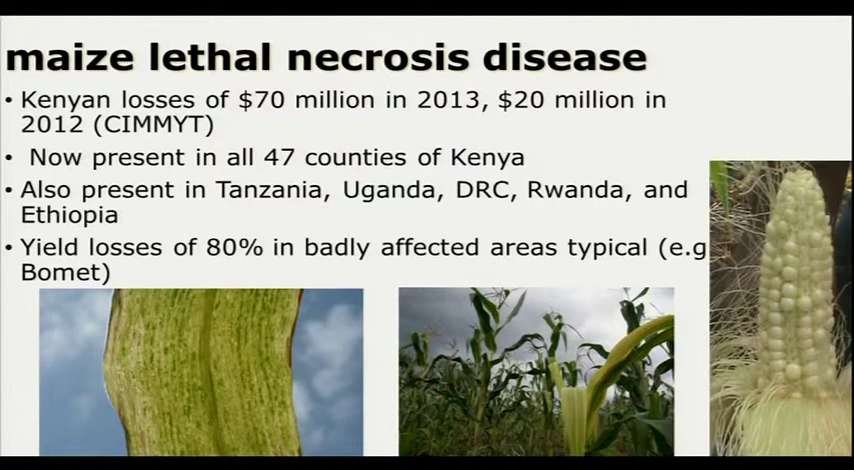 maize lethal necrosis disease
• Kenyan losses of $70 million in 2013, $20 million in
2012 (CIMMYT)
• Now present in all 47 counties of Kenya
• Also present in Tanzania, Uganda, DRC, Rwanda, and
Ethiopia
• Yield losses of 80% in badly affected areas typical (e.g
Bomet)